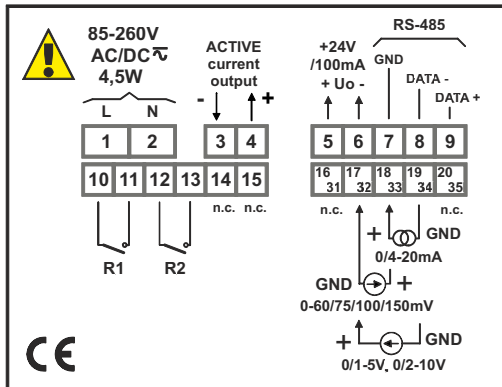 85-260V
AC/DC
4,5W
L N
ACTIVE
current
output
- +
+24V
/100mA
+ Uo -
RS-485
GND
DATA -
DATA +
1 2 3 4 5 6 7 8 9
10 11 12 13 14 15 16 31 17 32 18 33 19 34 20 35
n.c. n.c. n.c. n.c.
R1 R2
+ GND
0/4-20mA
GND +
0-60/75/100/150mV
+ GND
0/1-5V, 0/2-10V
CE